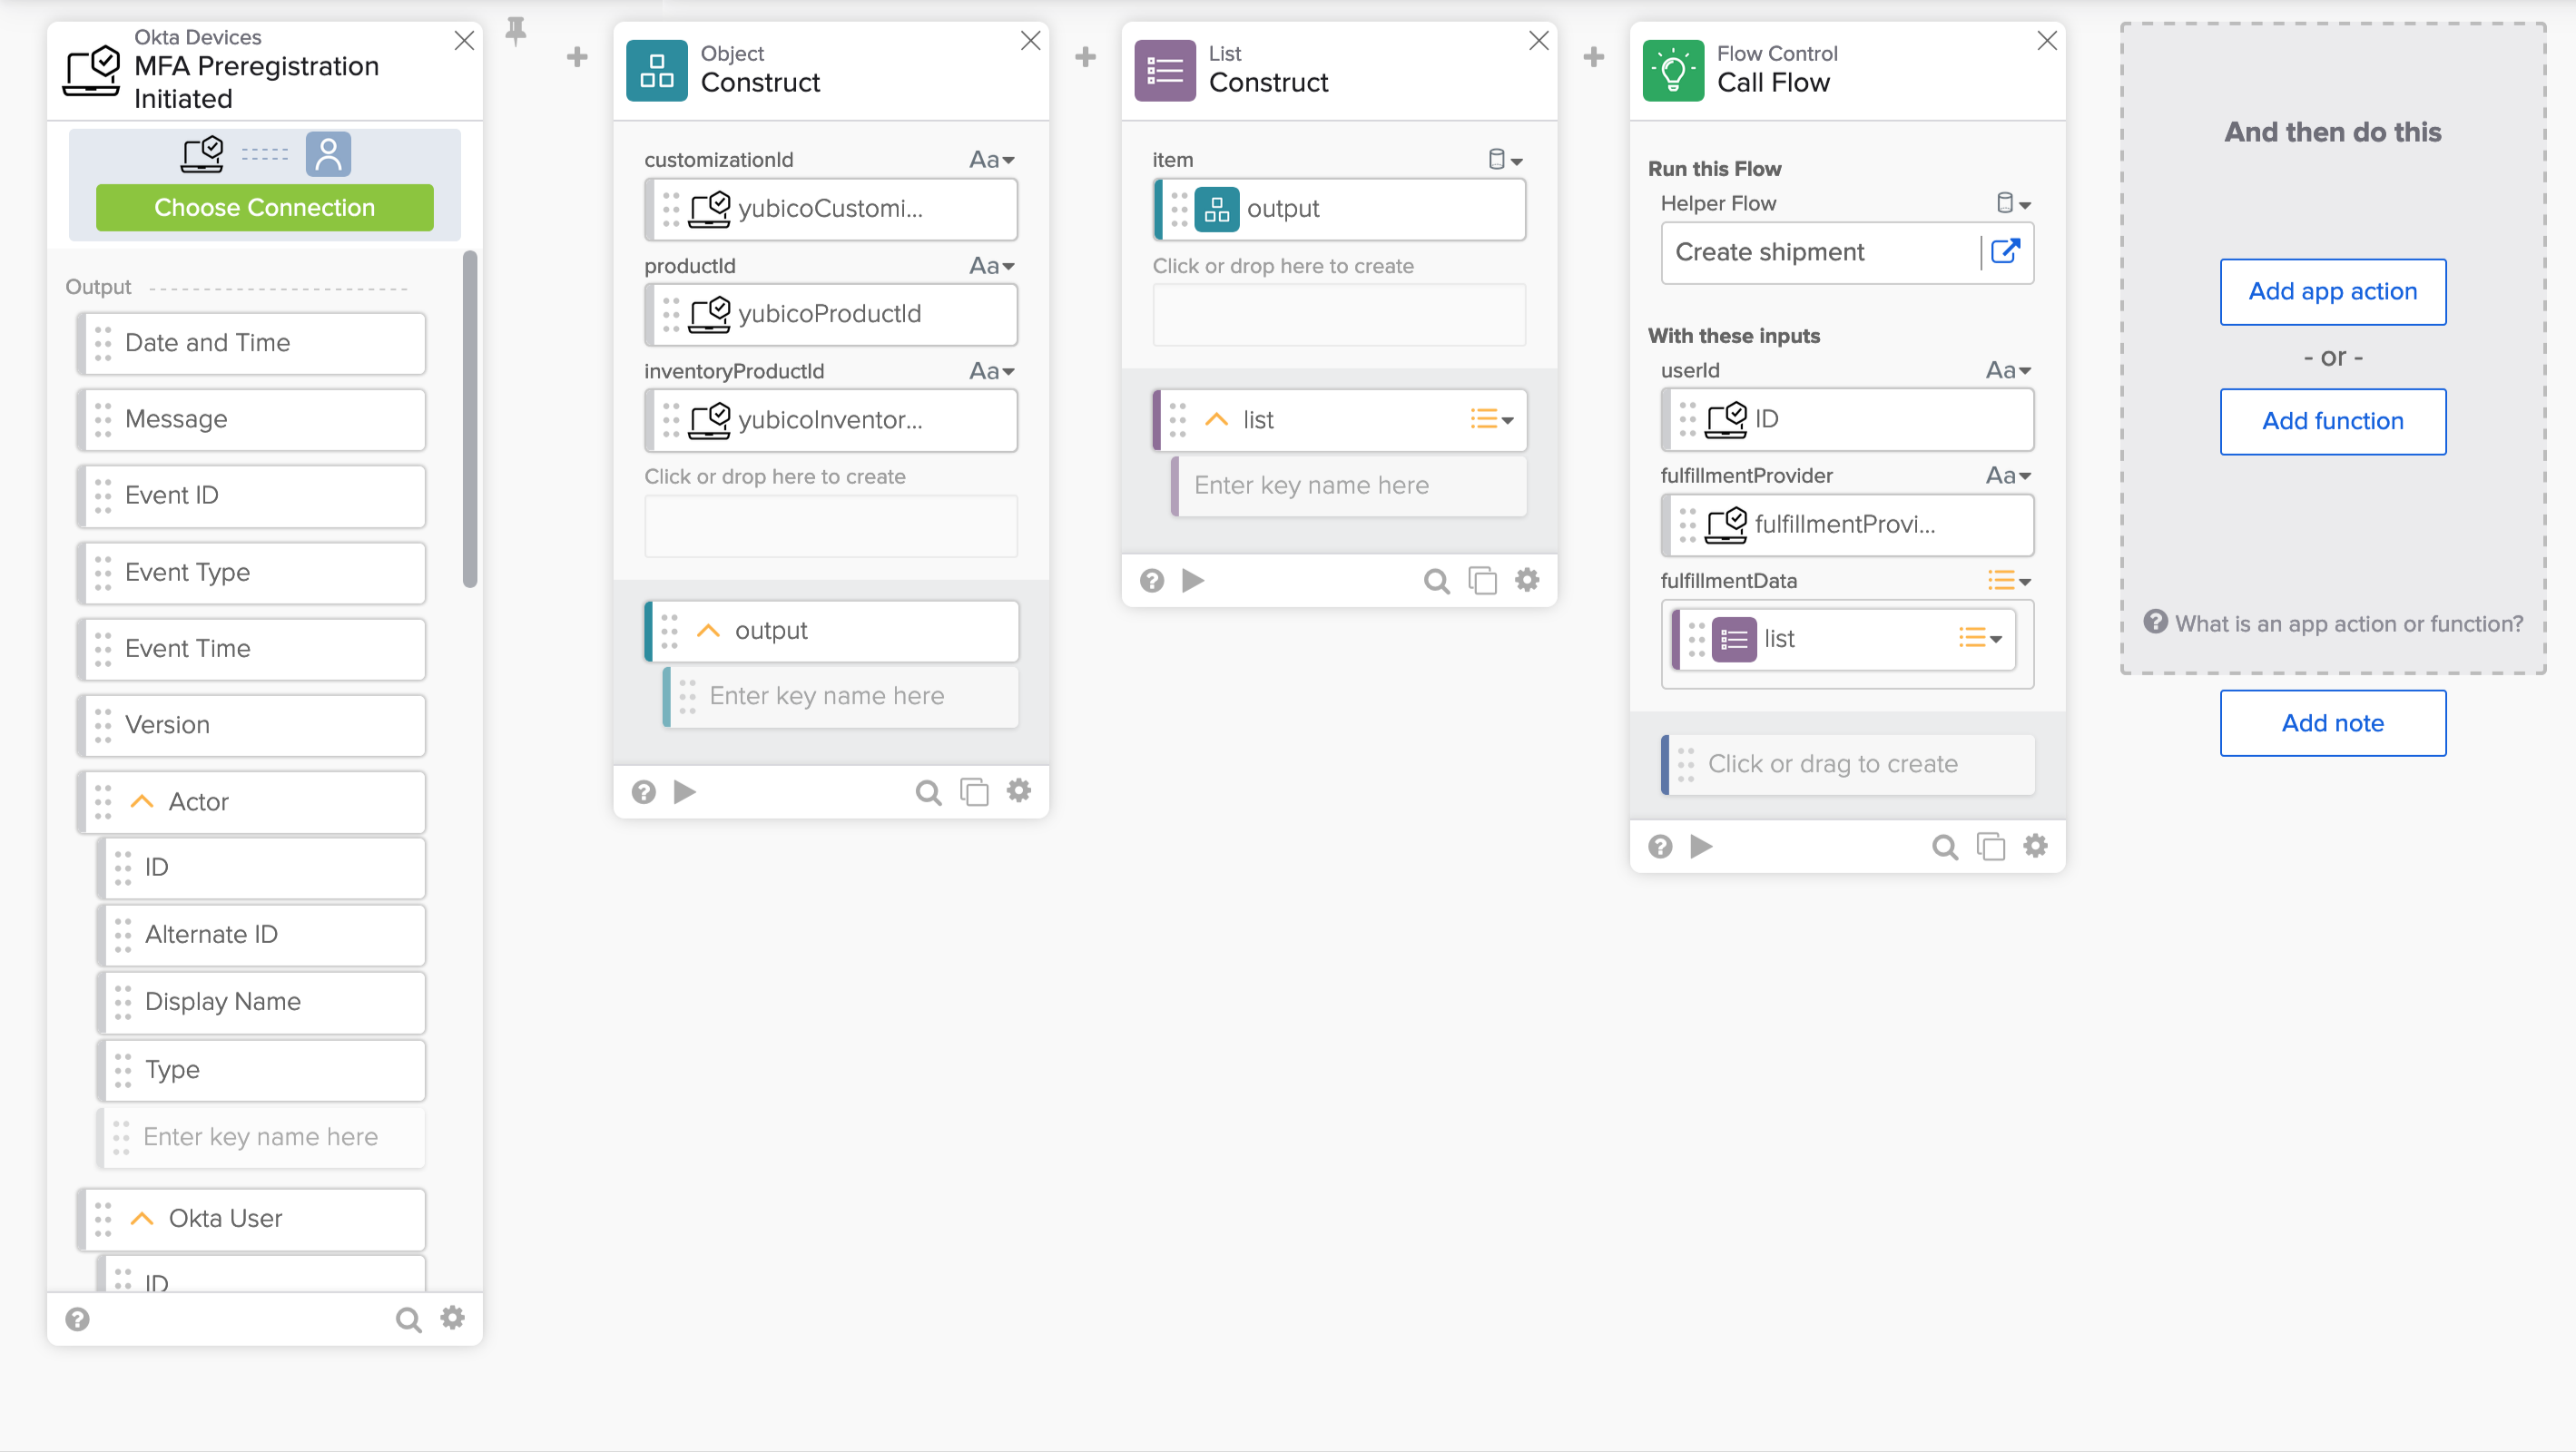 Okta Devices
MFA Preregistration
Initiated
Choose Connection
Output
Date and Time
Message
Event ID
Event Type
Event Time
Version
Actor
ID
Alternate ID
Display Name
Type
Enter key name here
Okta User
ID
Object
Construct
customizationId
Aa
yubicoCustomi...
productId
Aa
yubicoProductId
inventoryProductId
Aa
yubicoInventor...
Click or drop here to create
output
Enter key name here
List
Construct
item
output
Click or drop here to create
list
Enter key name here
Flow Control
Call Flow
Run this Flow
Helper Flow
Create shipment
With these inputs
userId
Aa
ID
fulfillmentProvider
Aa
fulfillmentProvi...
fulfillmentData
list
Click or drag to create
And then do this
Add app action
- or -
Add function
What is an app action or function?
Add note